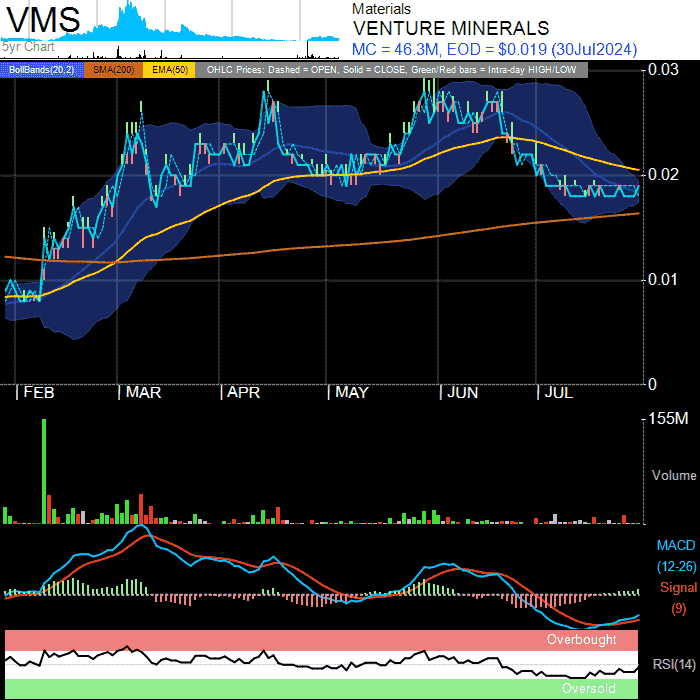 VMS
5yr Chart
Materials
VENTURE MINERALS
MC = 46.3M, EOD = $0.019 (30Jul2024)
BollBands(20,2) SMA(200) EMA(50) OHLC Prices: Dashed = OPEN, Solid = CLOSE, Green/Red bars = Intra-day HIGH/LOW
0.03
0.02
0.01
0
FEB MAR APR MAY JUN JUL
155M
Volume
MACD
(12-26)
Signal
(9)
Overbought
RSI(14)
Oversold